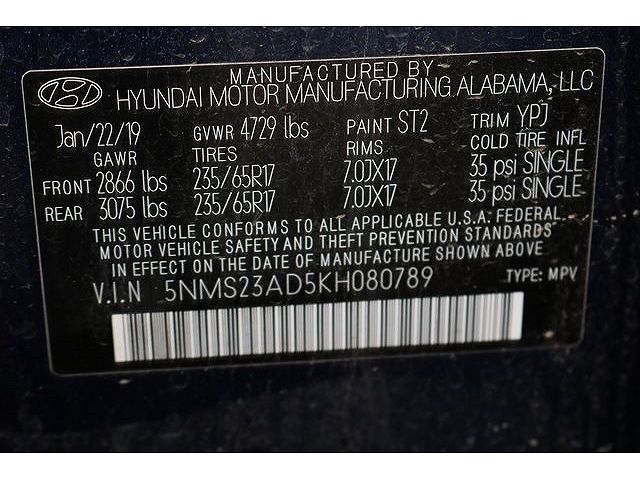 MANUFACTURED BY
HYUNDAI MOTOR MANUFACTURING ALABAMA, LLC
Jan/22/19 GVWR 4729 lbs PAINT ST2 TRIM YPJ
GAWR TIRES RIMS COLD TIRE INFL
FRONT 2866 lbs 235/65R17 7.0JX17 35 psi SINGLE
REAR 3075 lbs 235/65R17 7.0JX17 35 psi SINGLE
THIS VEHICLE CONFORMS TO ALL APPLICABLE U.S.A. FEDERAL
MOTOR VEHICLE SAFETY AND THEFT PREVENTION STANDARDS
IN EFFECT ON THE DATE OF MANUFACTURE SHOWN ABOVE
V.I.N 5NMS23AD5KH080789 TYPE: MPV